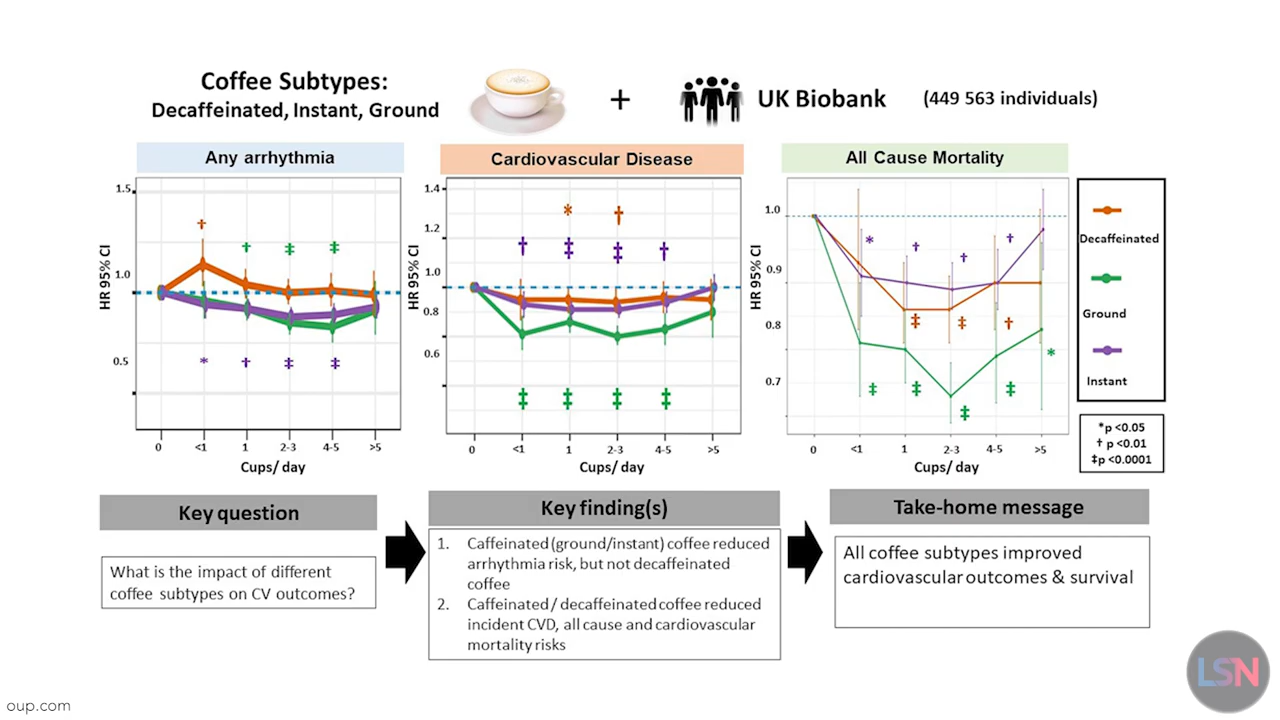 Coffee Subtypes:
Decaffeinated, Instant, Ground
+
UK Biobank
(449 563 individuals)
Any arrhythmia
HR 95% CI
1.5
1.0
0.5
†
†
‡
‡
*
†
‡
‡
0
<1
1
2-3
4-5
>5
Cups/ day
Cardiovascular Disease
HR 95% CI
1.4
1.2
1.0
0.8
0.6
*
†
†
‡
‡
†
‡
‡
‡
‡
0
<1
1
2-3
4-5
>5
Cups/ day
All Cause Mortality
HR 95% CI
1.0
0.9
0.8
0.7
*
†
†
†
‡
‡
†
*
‡
‡
‡
‡
0
<1
1
2-3
4-5
>5
Cups/ day
Decaffeinated
Ground
Instant
*p <0.05
† p <0.01
‡p <0.0001
Key question
What is the impact of different
coffee subtypes on CV outcomes?
Key finding(s)
1. Caffeinated (ground/instant) coffee reduced
arrhythmia risk, but not decaffeinated
coffee
2. Caffeinated / decaffeinated coffee reduced
incident CVD, all cause and cardiovascular
mortality risks
Take-home message
All coffee subtypes improved
cardiovascular outcomes & survival
LSN
oup.com